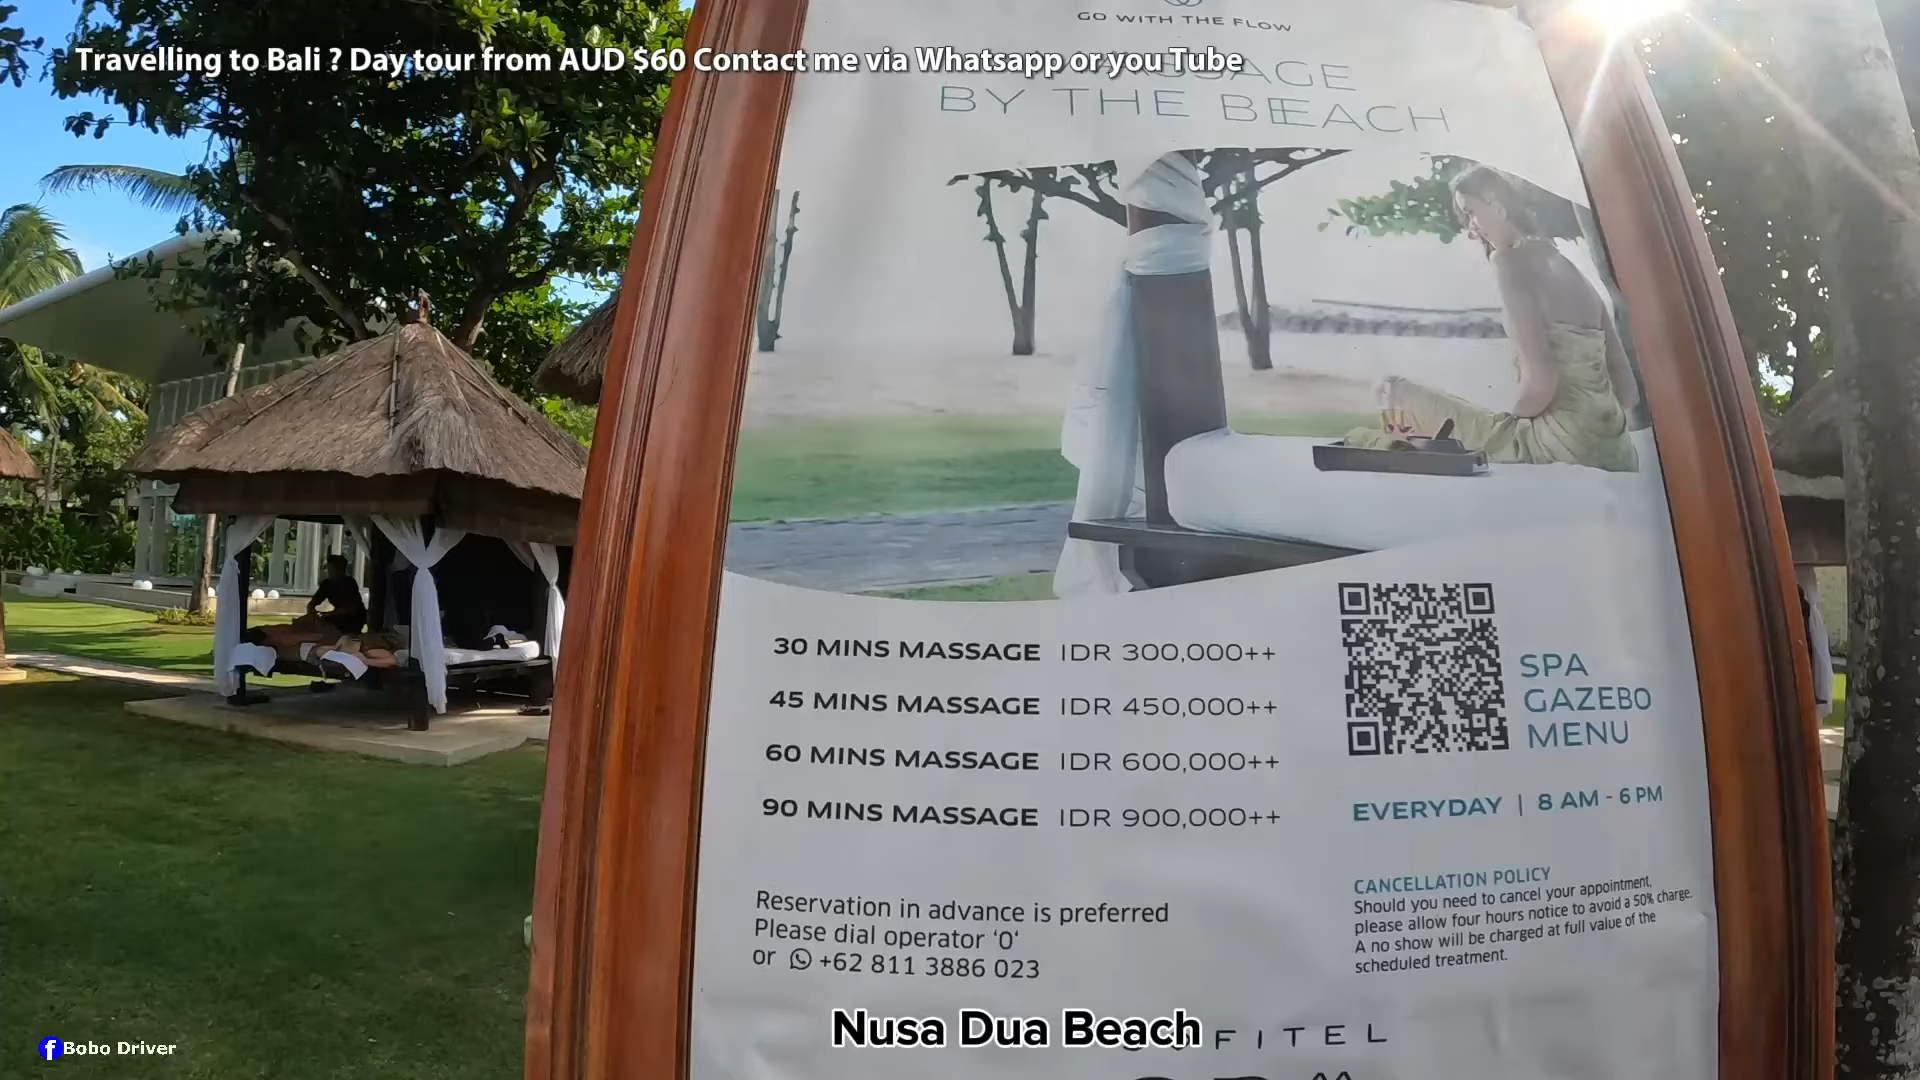 GO WITH THE FLOW
Travelling to Bali ? Day tour from AUD $60 Contact me via Whatsapp or you Tube
BY THE BEACH
30 MINS MASSAGE IDR 300,000++
45 MINS MASSAGE IDR 450,000++
60 MINS MASSAGE IDR 600,000++
90 MINS MASSAGE IDR 900,000++
SPA
GAZEBO
MENU
EVERYDAY | 8 AM - 6 PM
Reservation in advance is preferred
Please dial operator '0'
or +62 811 3886 023
CANCELLATION POLICY
Should you need to cancel your appointment,
please allow four hours notice to avoid a 50% charge.
A no show will be charged at full value of the
scheduled treatment.
Nusa Dua Beach
SOFITEL
Bobo Driver